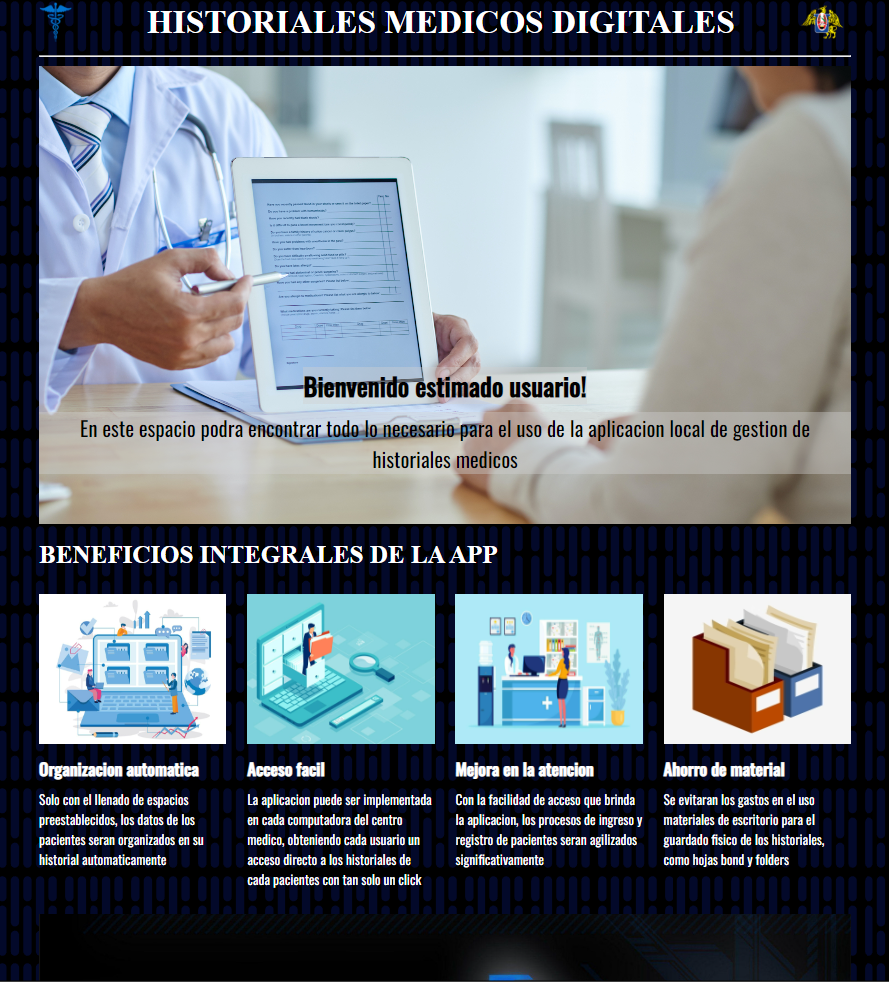 HISTORIALES MEDICOS DIGITALES
Bienvenido estimado usuario!
En este espacio podra encontrar todo lo necesario para el uso de la aplicacion local de gestion de
historiales medicos
BENEFICIOS INTEGRALES DE LA APP
Organizacion automatica
Solo con el llenado de espacios
preestablecidos, los datos de los
pacientes seran organizados en su
historial automaticamente
Acceso facil
La aplicacion puede ser implementada
en cada computadora del centro
medico, obteniendo cada usuario un
acceso directo a los historiales de
cada pacientes con tan solo un click
Mejora en la atencion
Con la facilidad de acceso que brinda
la aplicacion, los procesos de ingreso y
registro de pacientes seran agilizados
significativamente
Ahorro de material
Se evitaran los gastos en el uso
materiales de escritorio para el
guardado fisico de los historiales,
como hojas bond y folders